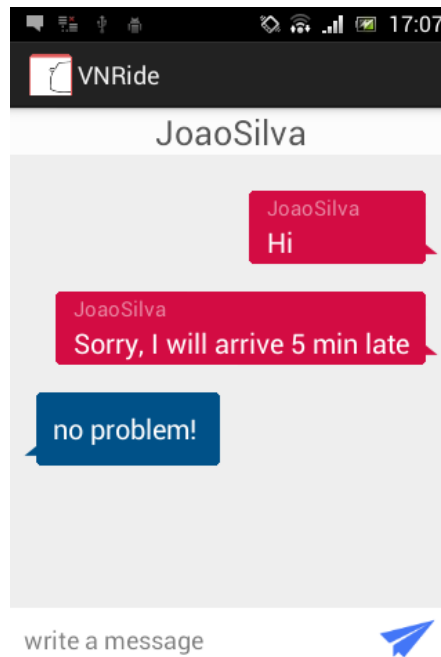 17:07
VNRide
JoaoSilva
JoaoSilva
Hi
JoaoSilva
Sorry, I will arrive 5 min late
no problem!
write a message